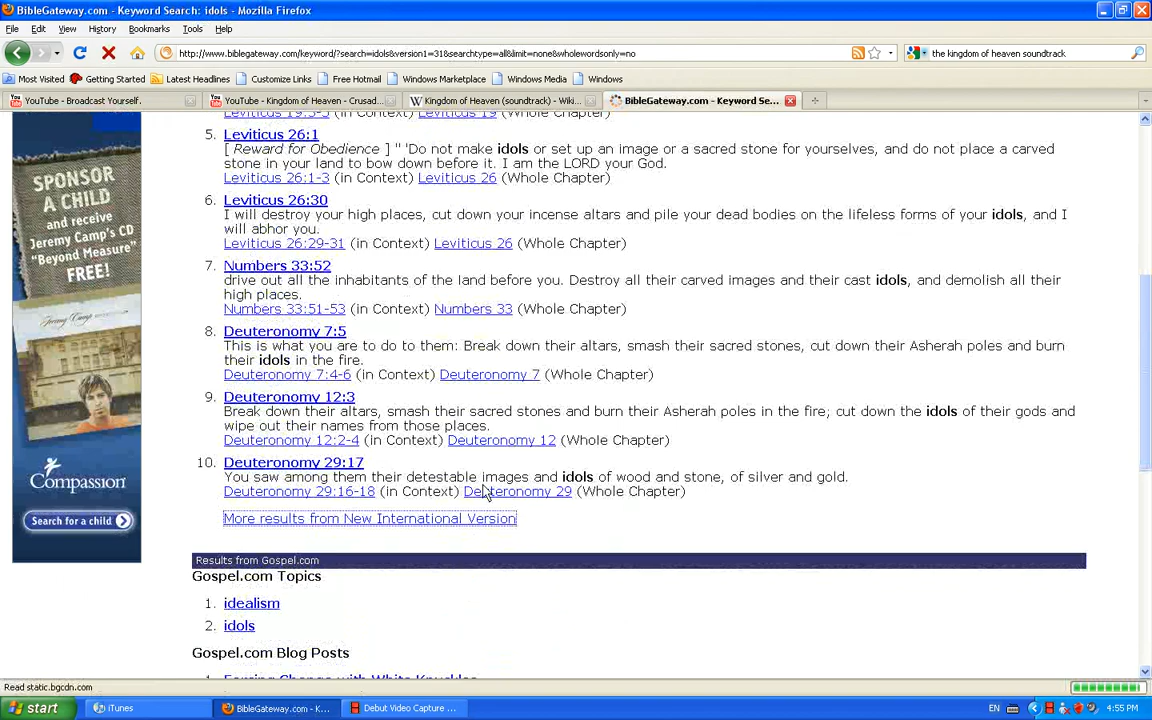 BibleGateway.com - Keyword Search: idols - Mozilla Firefox
File Edit View History Bookmarks Tools Help
http://www.biblegateway.com/keyword/?search=idols&version1=31&searchtype=all&limit=none&wholewordsonly=no
the kingdom of heaven soundtrack
Most Visited Getting Started Latest Headlines Customize Links Free Hotmail Windows Marketplace Windows Media Windows
YouTube - Broadcast Yourself. YouTube - Kingdom of Heaven - Crusad... Kingdom of Heaven (soundtrack) - Wiki... BibleGateway.com - Keyword Se...
Leviticus 19:3-5 (in Context) Leviticus 19 (Whole Chapter)
5. Leviticus 26:1
[ Reward for Obedience ] " 'Do not make idols or set up an image or a sacred stone for yourselves, and do not place a carved
stone in your land to bow down before it. I am the LORD your God.
Leviticus 26:1-3 (in Context) Leviticus 26 (Whole Chapter)
6. Leviticus 26:30
I will destroy your high places, cut down your incense altars and pile your dead bodies on the lifeless forms of your idols, and I
will abhor you.
Leviticus 26:29-31 (in Context) Leviticus 26 (Whole Chapter)
7. Numbers 33:52
drive out all the inhabitants of the land before you. Destroy all their carved images and their cast idols, and demolish all their
high places.
Numbers 33:51-53 (in Context) Numbers 33 (Whole Chapter)
8. Deuteronomy 7:5
This is what you are to do to them: Break down their altars, smash their sacred stones, cut down their Asherah poles and burn
their idols in the fire.
Deuteronomy 7:4-6 (in Context) Deuteronomy 7 (Whole Chapter)
9. Deuteronomy 12:3
Break down their altars, smash their sacred stones and burn their Asherah poles in the fire; cut down the idols of their gods and
wipe out their names from those places.
Deuteronomy 12:2-4 (in Context) Deuteronomy 12 (Whole Chapter)
10. Deuteronomy 29:17
You saw among them their detestable images and idols of wood and stone, of silver and gold.
Deuteronomy 29:16-18 (in Context) Deuteronomy 29 (Whole Chapter)
More results from New International Version
Results from Gospel.com
Gospel.com Topics
1. idealism
2. idols
Gospel.com Blog Posts
1. Forcing Change with White Knuckles
SPONSOR
A CHILD
and receive
Jeremy Camp's CD
"Beyond Measure"
FREE!
Compassion
Search for a child
Read static.bgcdn.com
start iTunes BibleGateway.com - K... Debut Video Capture ... EN 4:55 PM